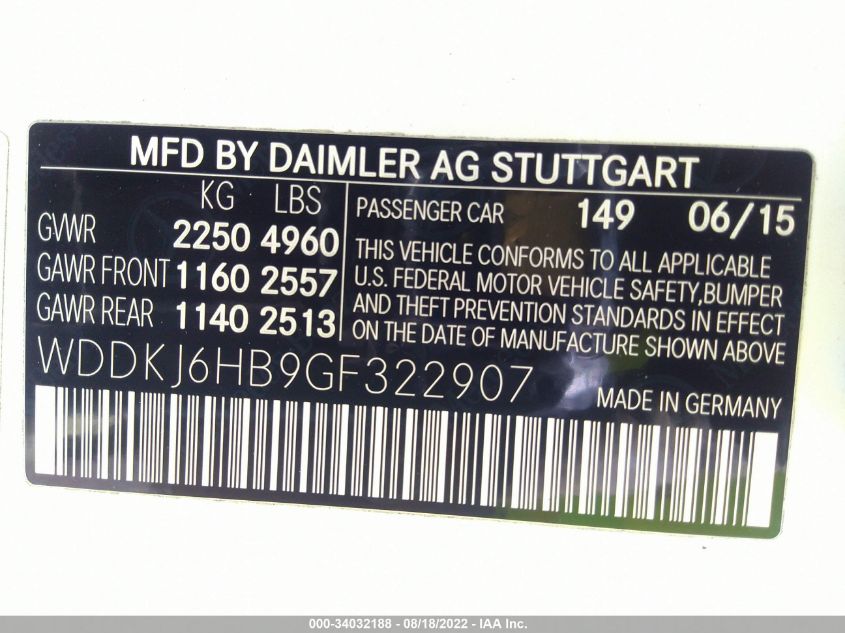 MFD BY DAIMLER AG STUTTGART
KG LBS
GVWR 2250 4960
GAWR FRONT 1160 2557
GAWR REAR 1140 2513
PASSENGER CAR 149 06/15
THIS VEHICLE CONFORMS TO ALL APPLICABLE
U.S. FEDERAL MOTOR VEHICLE SAFETY,BUMPER
AND THEFT PREVENTION STANDARDS IN EFFECT
ON THE DATE OF MANUFACTURE SHOWN ABOVE
WDDKJ6HB9GF322907
MADE IN GERMANY
000-34032188 - 08/18/2022 - IAA Inc.